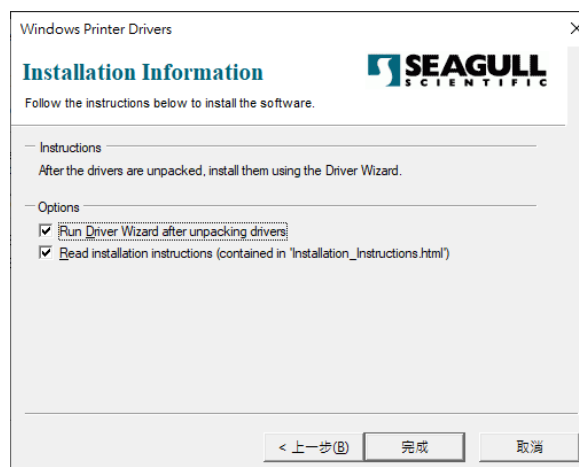 Windows Printer Drivers
Installation Information
SEAGULL
SCIENTIFIC
Follow the instructions below to install the software.
Instructions
After the drivers are unpacked, install them using the Driver Wizard.
Options
Run Driver Wizard after unpacking drivers
Read installation instructions (contained in 'Installation_Instructions.html')
< 上一步(B)
完成
取消